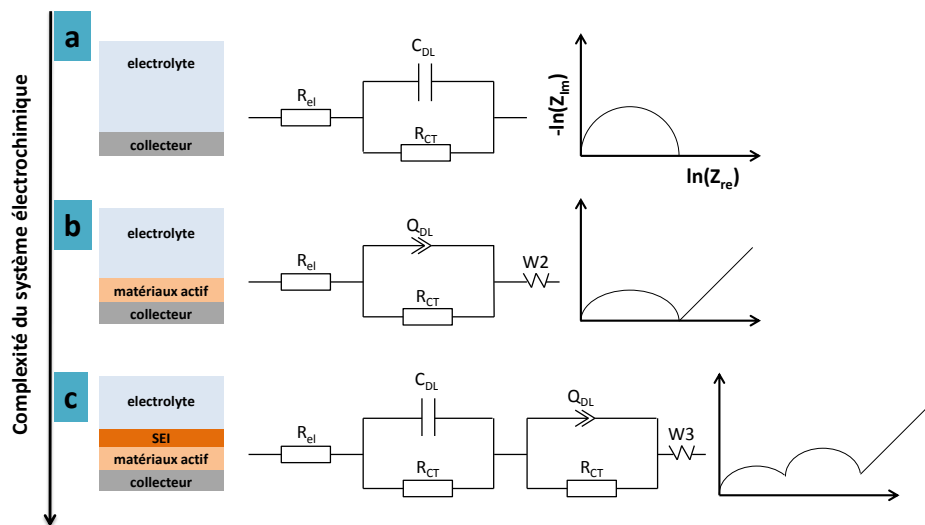 Complexité du système électrochimique
a
electrolyte
collecteur
R_el
C_DL
R_CT
-ln(Z_Im)
ln(Z_re)
b
electrolyte
matériaux actif
collecteur
R_el
Q_DL
R_CT
W2
c
electrolyte
SEI
matériaux actif
collecteur
R_el
C_DL
R_CT
Q_DL
R_CT
W3